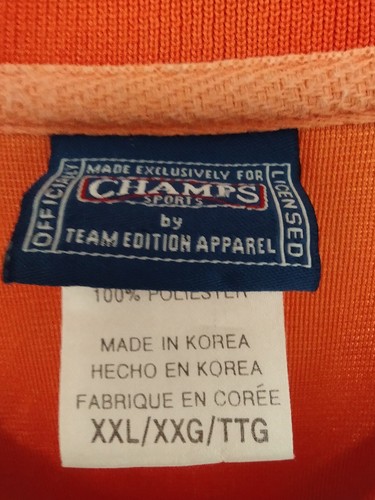 MADE EXCLUSIVELY FOR
OFFICIALLY
CHAMPS
SPORTS
LICENSED
by
TEAM EDITION APPAREL
100% POLIESTER
MADE IN KOREA
HECHO EN KOREA
FABRIQUE EN CORÉE
XXL/XXG/TTG